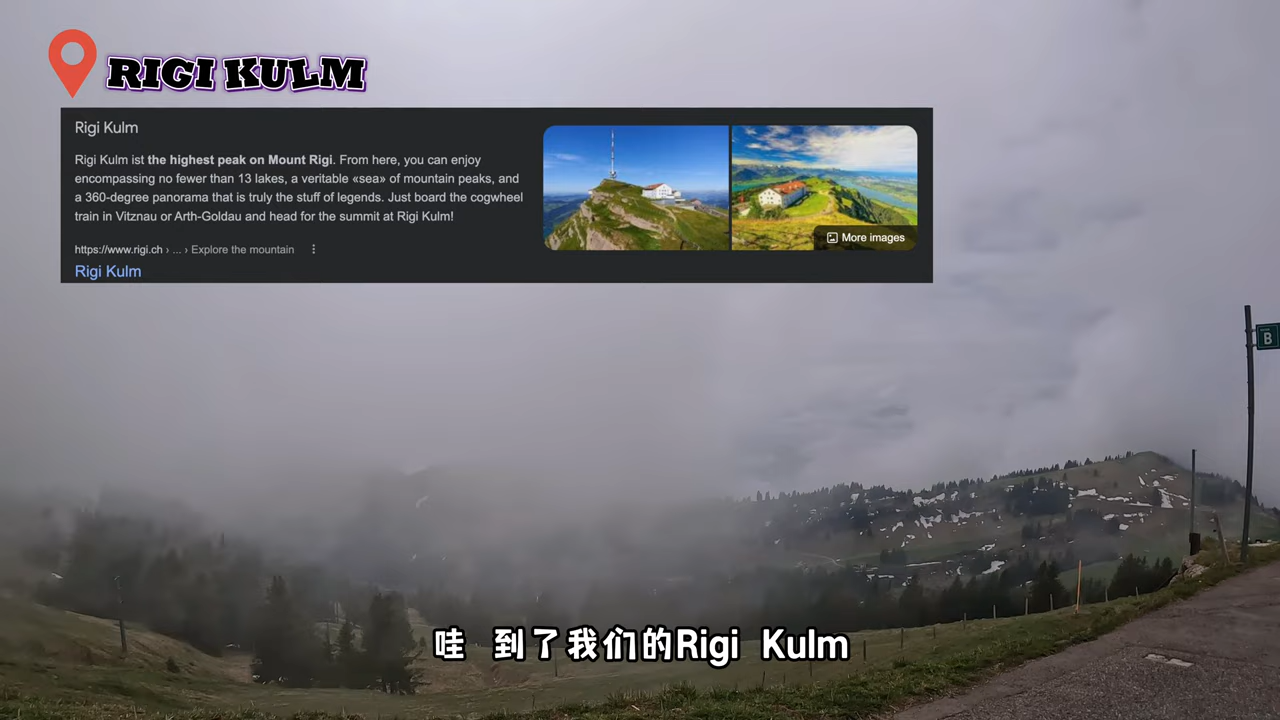 RIGI KULM
Rigi Kulm
Rigi Kulm ist the highest peak on Mount Rigi. From here, you can enjoy
encompassing no fewer than 13 lakes, a veritable «sea» of mountain peaks, and
a 360-degree panorama that is truly the stuff of legends. Just board the cogwheel
train in Vitznau or Arth-Goldau and head for the summit at Rigi Kulm!
More images
https://www.rigi.ch › ... › Explore the mountain
Rigi Kulm
B
哇 到了我们的Rigi Kulm